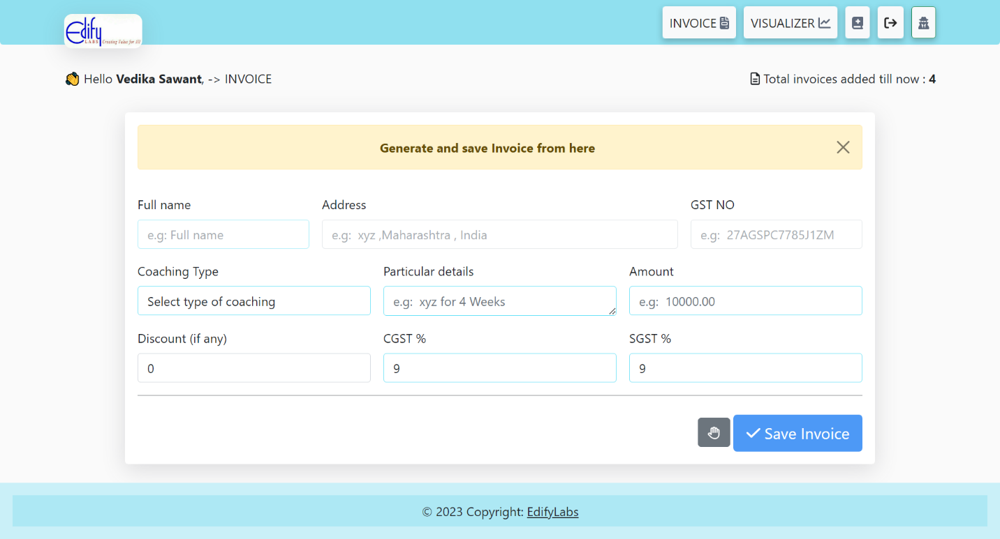 Edify
LABS Creating Value for All
INVOICE
VISUALIZER
Hello Vedika Sawant, -> INVOICE
Total invoices added till now : 4
Generate and save Invoice from here
Full name
Address
GST NO
e.g: Full name
e.g: xyz ,Maharashtra , India
e.g: 27AGSPC7785J1ZM
Coaching Type
Particular details
Amount
Select type of coaching
e.g: xyz for 4 Weeks
e.g: 10000.00
Discount (if any)
CGST %
SGST %
0
9
9
Save Invoice
© 2023 Copyright: EdifyLabs